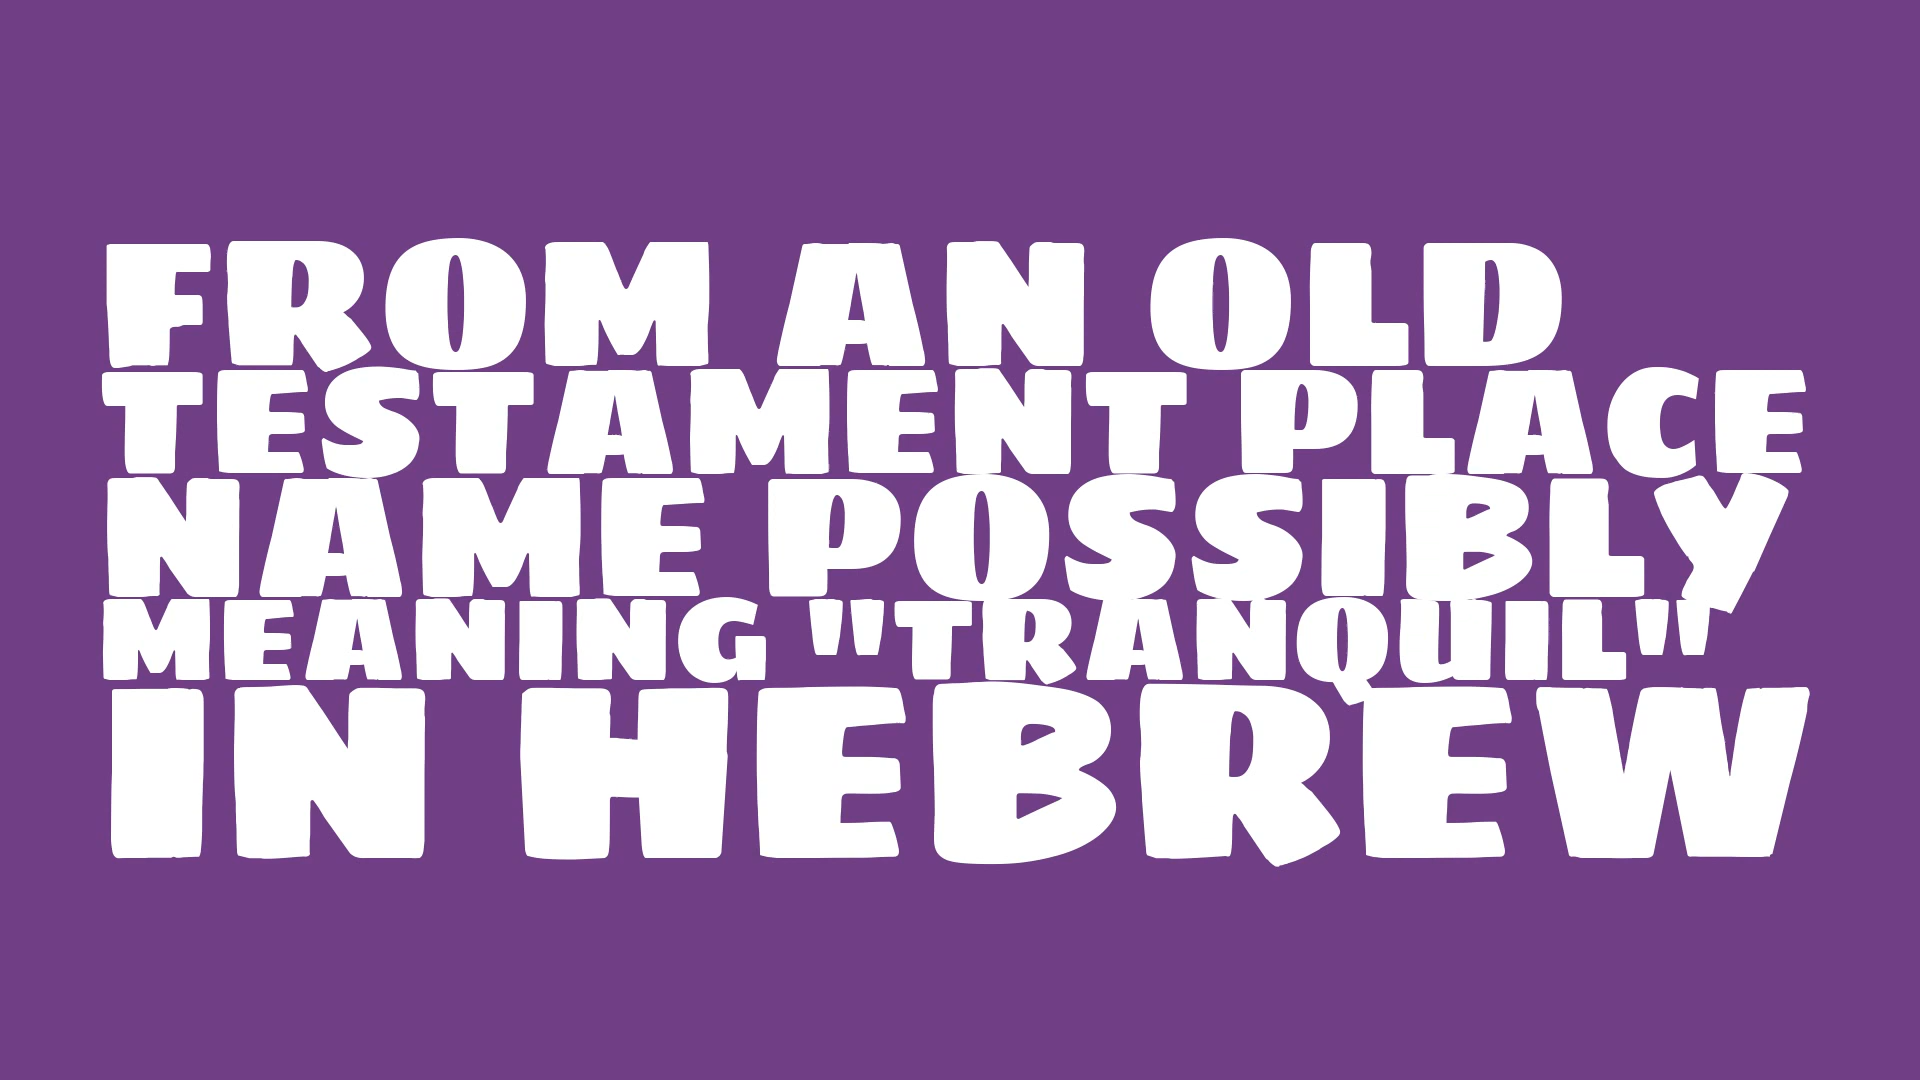 FROM AN OLD
TESTAMENT PLACE
NAME POSSIBLY
MEANING "TRANQUIL"
IN HEBREW